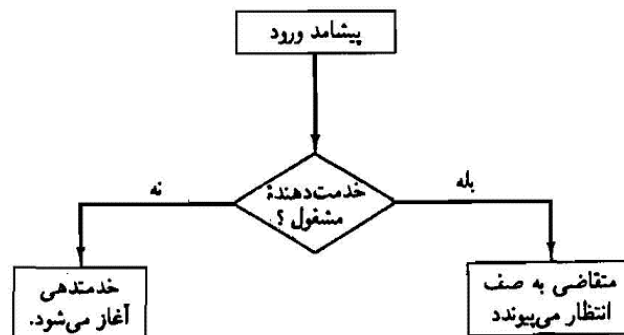 پیشامد ورود
خدمت‌دهندهٔ
مشغول ؟
بله
نه
متقاضی به صف
انتظار می‌پیوندد
خدمتدهی
آغاز می‌شود.